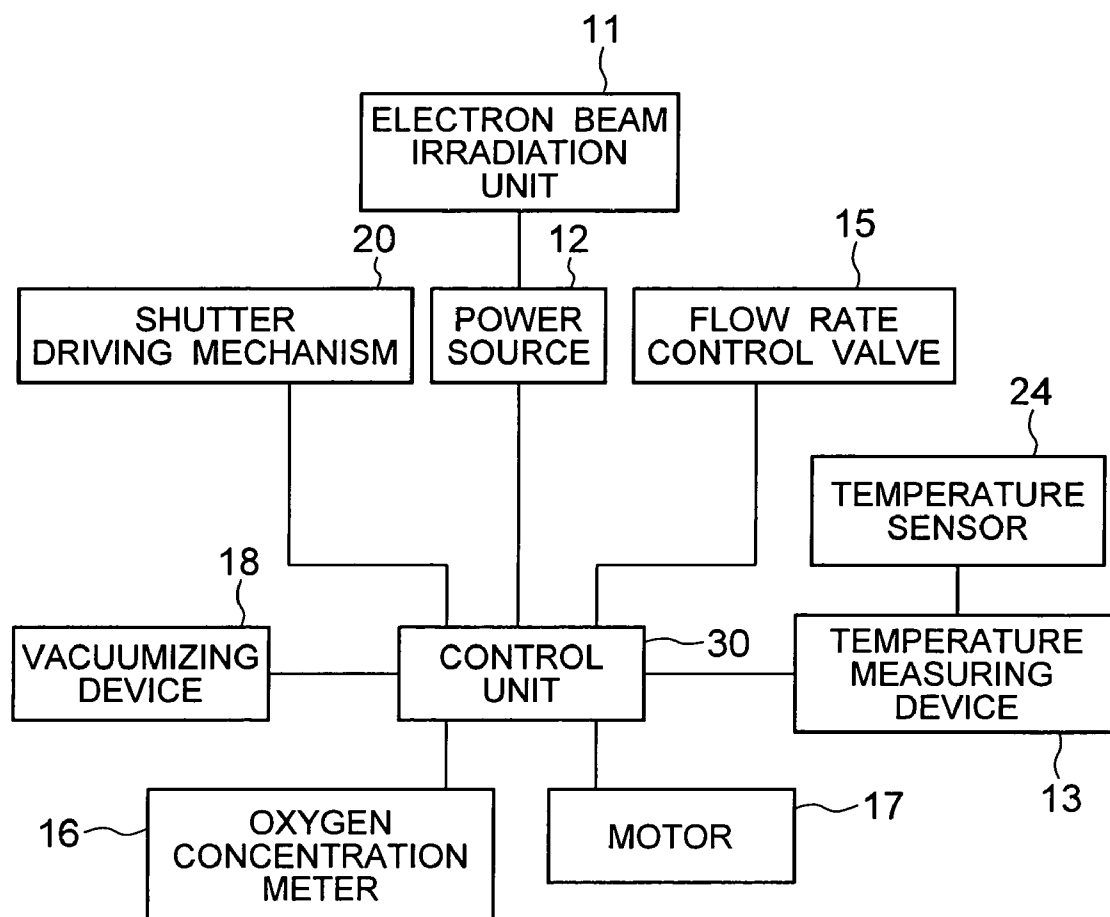 11
ELECTRON BEAM
IRRADIATION
UNIT
20
12
15
SHUTTER
DRIVING MECHANISM
POWER
SOURCE
FLOW RATE
CONTROL VALVE
24
TEMPERATURE
SENSOR
18
VACUUMIZING
DEVICE
CONTROL
UNIT
30
TEMPERATURE
MEASURING
DEVICE
13
16
OXYGEN
CONCENTRATION
METER
MOTOR
17